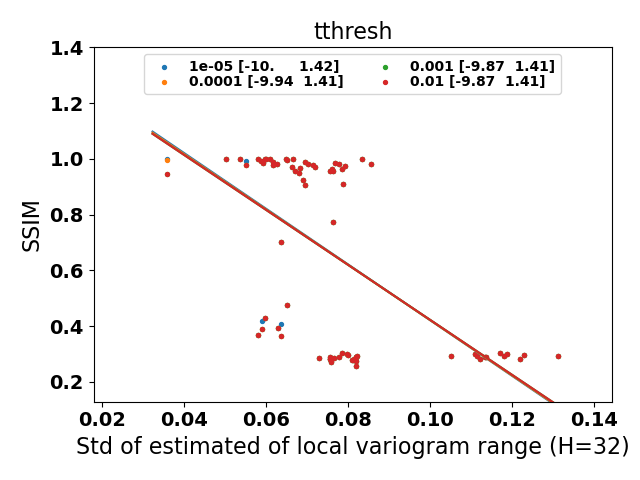 tthresh
1e-05 [-10. 1.42]
0.0001 [-9.94 1.41]
0.001 [-9.87 1.41]
0.01 [-9.87 1.41]
SSIM
1.4
1.2
1.0
0.8
0.6
0.4
0.2
0.02 0.04 0.06 0.08 0.10 0.12 0.14
Std of estimated of local variogram range (H=32)